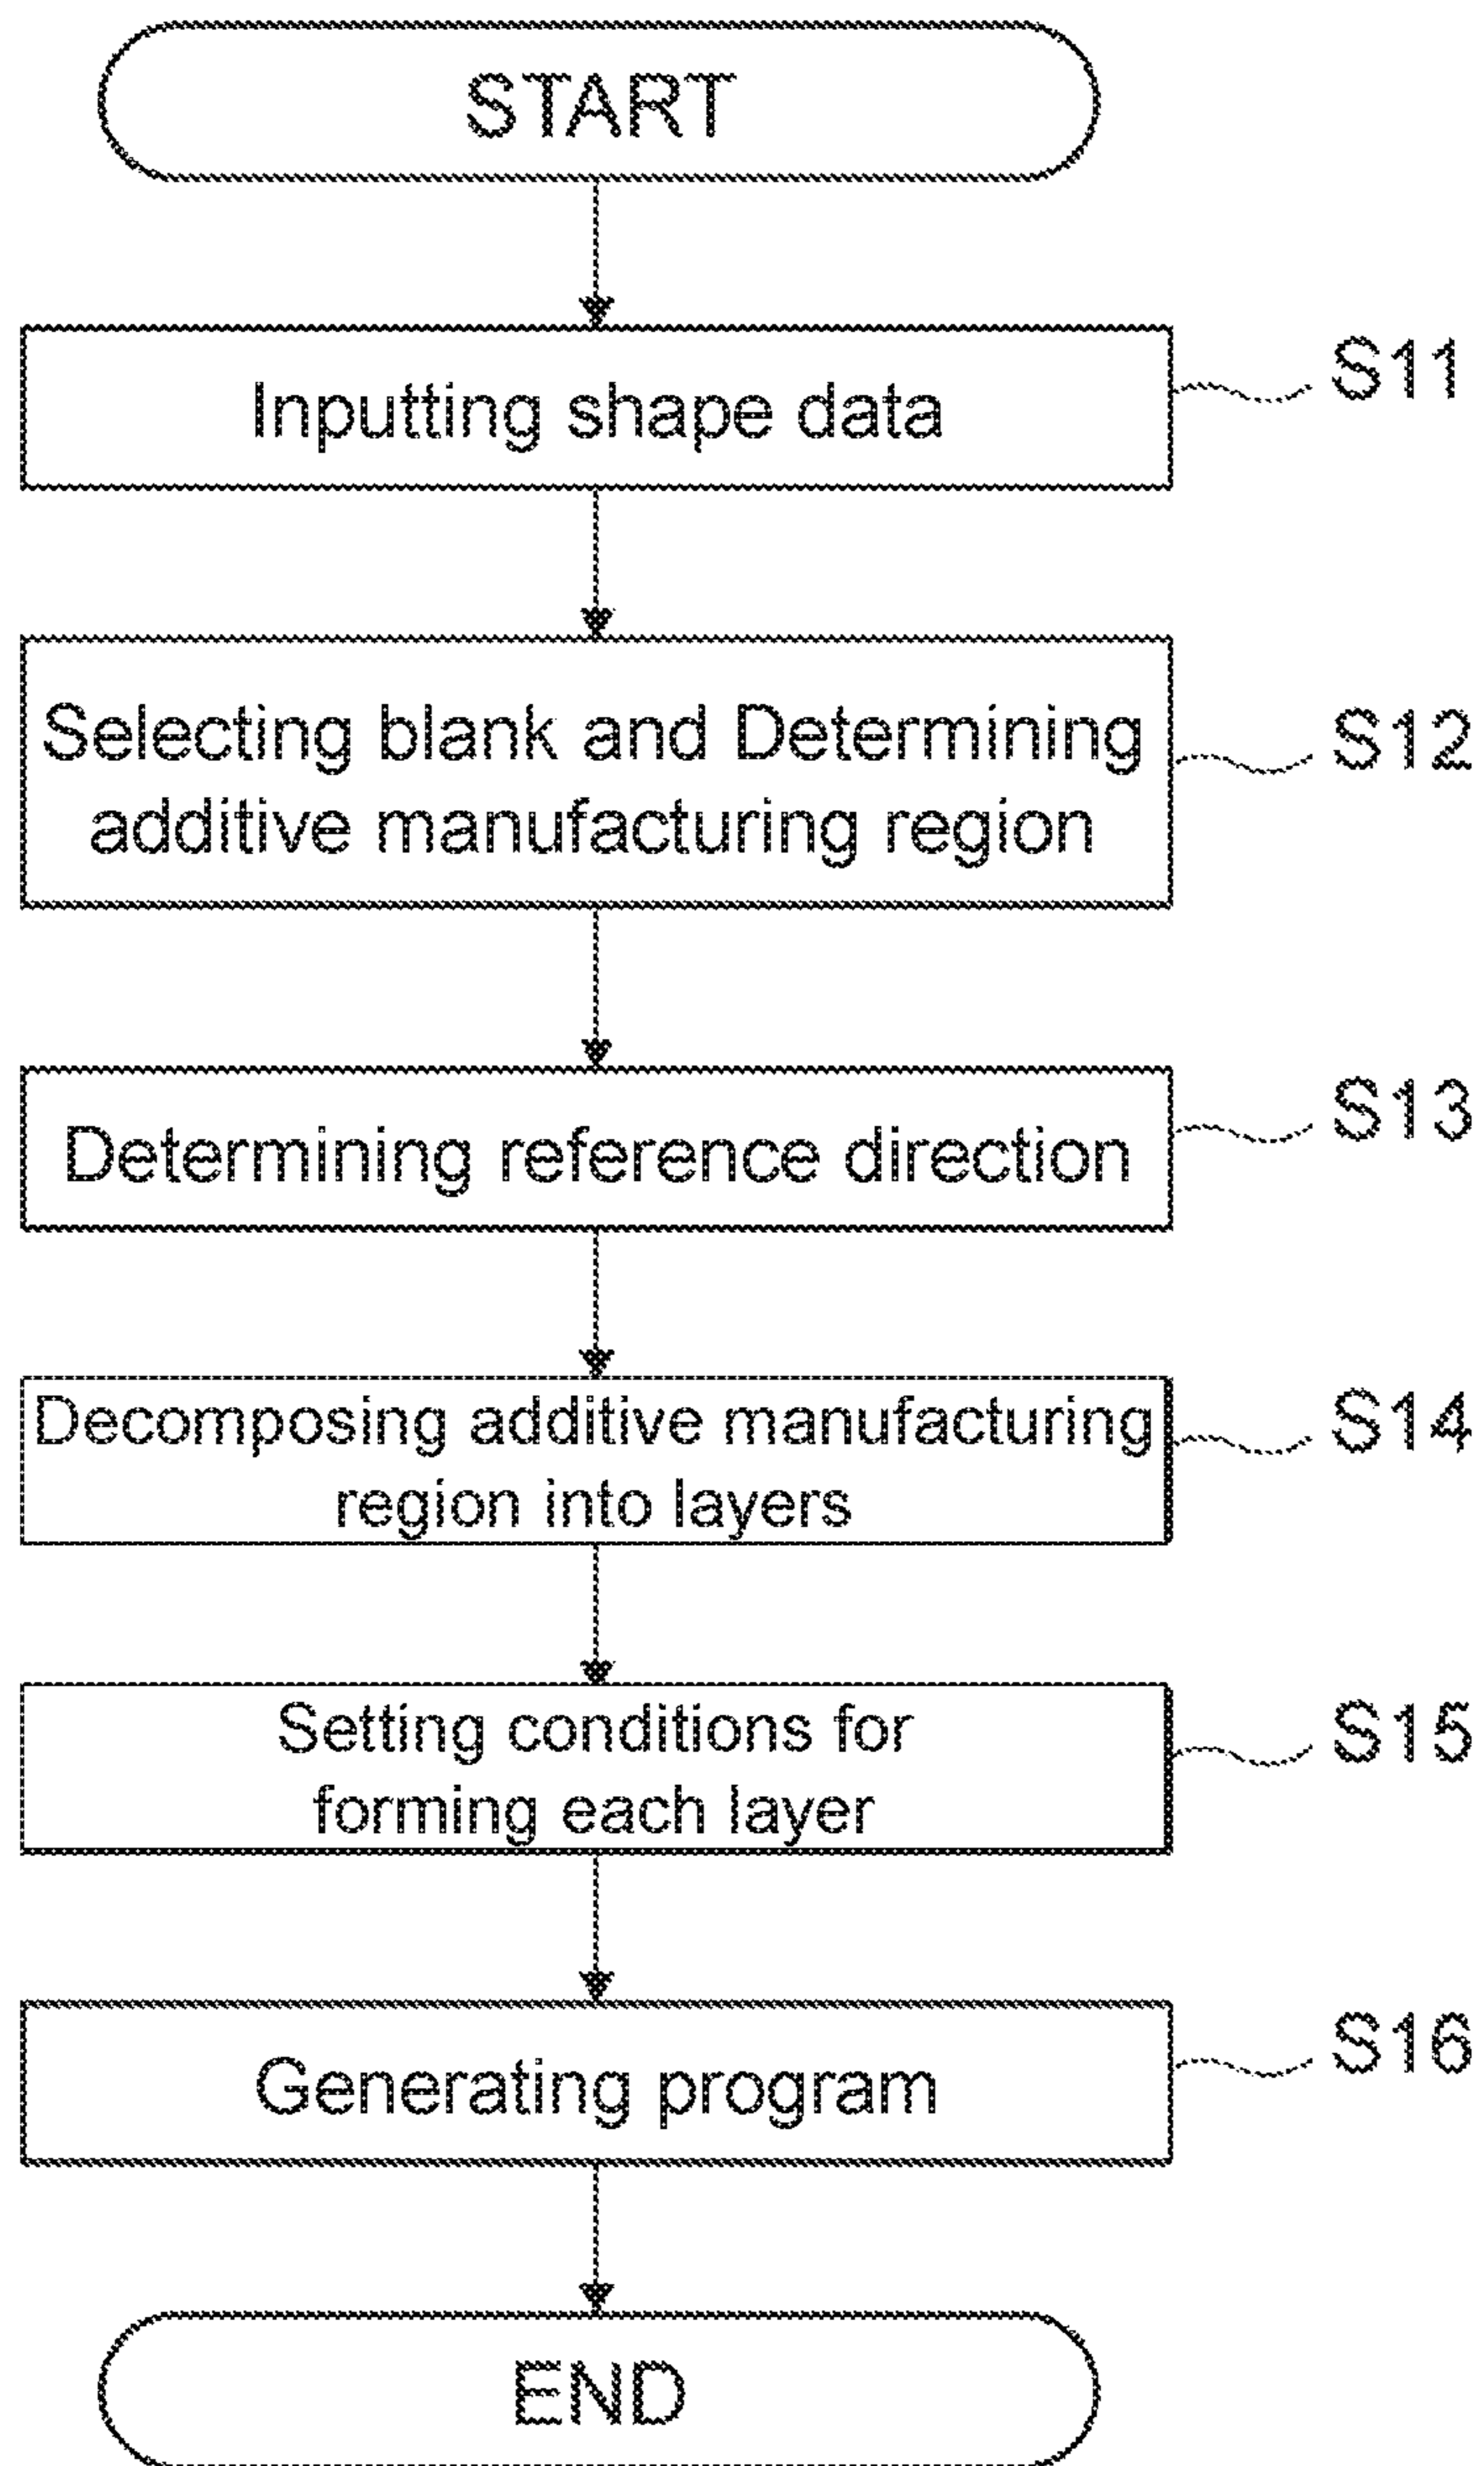 START
Inputting shape data
S11
Selecting blank and Determining
additive manufacturing region
S12
Determining reference direction
S13
Decomposing additive manufacturing
region into layers
S14
Setting conditions for
forming each layer
S15
Generating program
S16
END